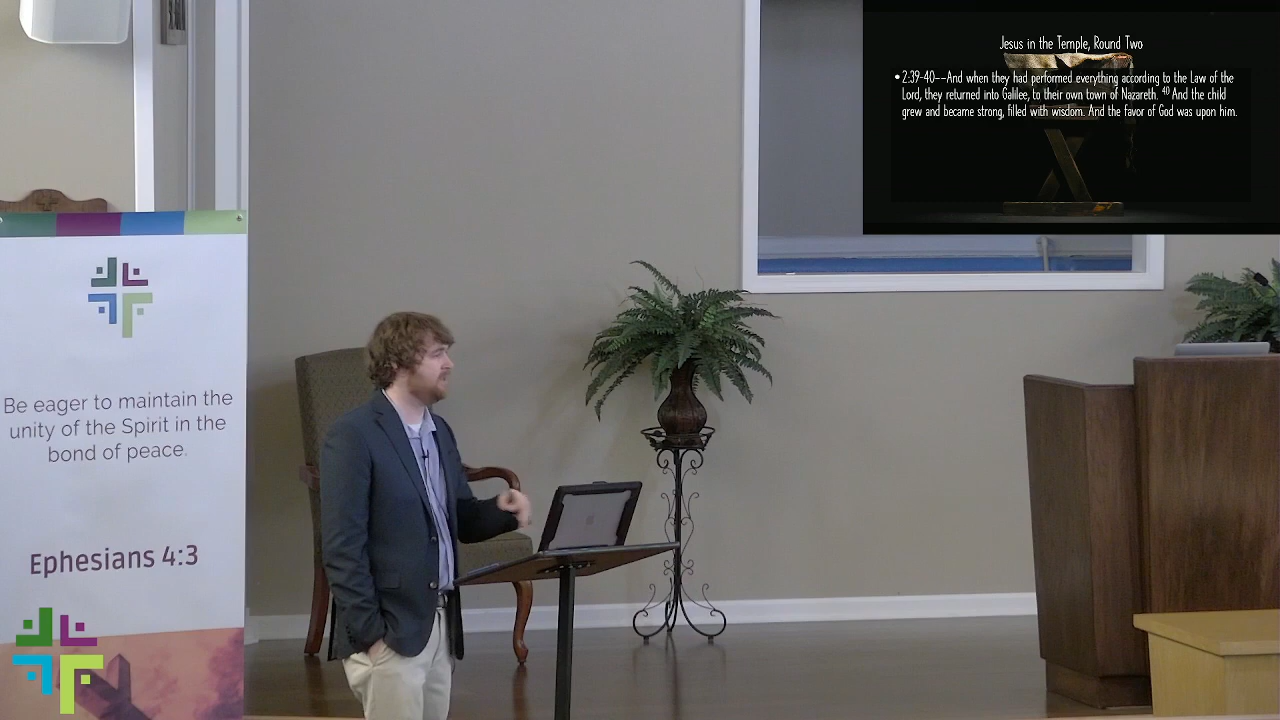 Jesus in the Temple, Round Two
• 2:39-40--And when they had performed everything according to the Law of the
Lord, they returned into Galilee, to their own town of Nazareth. 40 And the child
grew and became strong, filled with wisdom. And the favor of God was upon him.
Be eager to maintain the
unity of the Spirit in the
bond of peace.
Ephesians 4:3